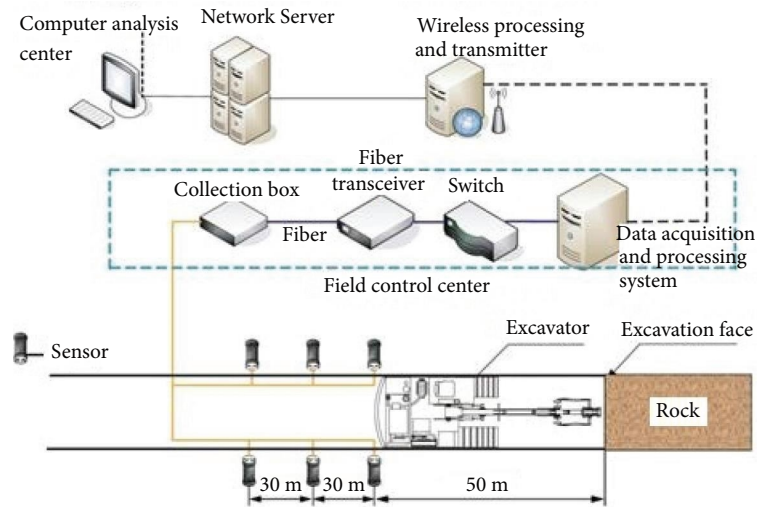 Computer analysis
center
Network Server
Wireless processing
and transmitter
Collection box
Fiber
transceiver
Switch
Fiber
Data acquisition
and processing
system
Field control center
Sensor
Excavator
Excavation face
Rock
30 m
30 m
50 m